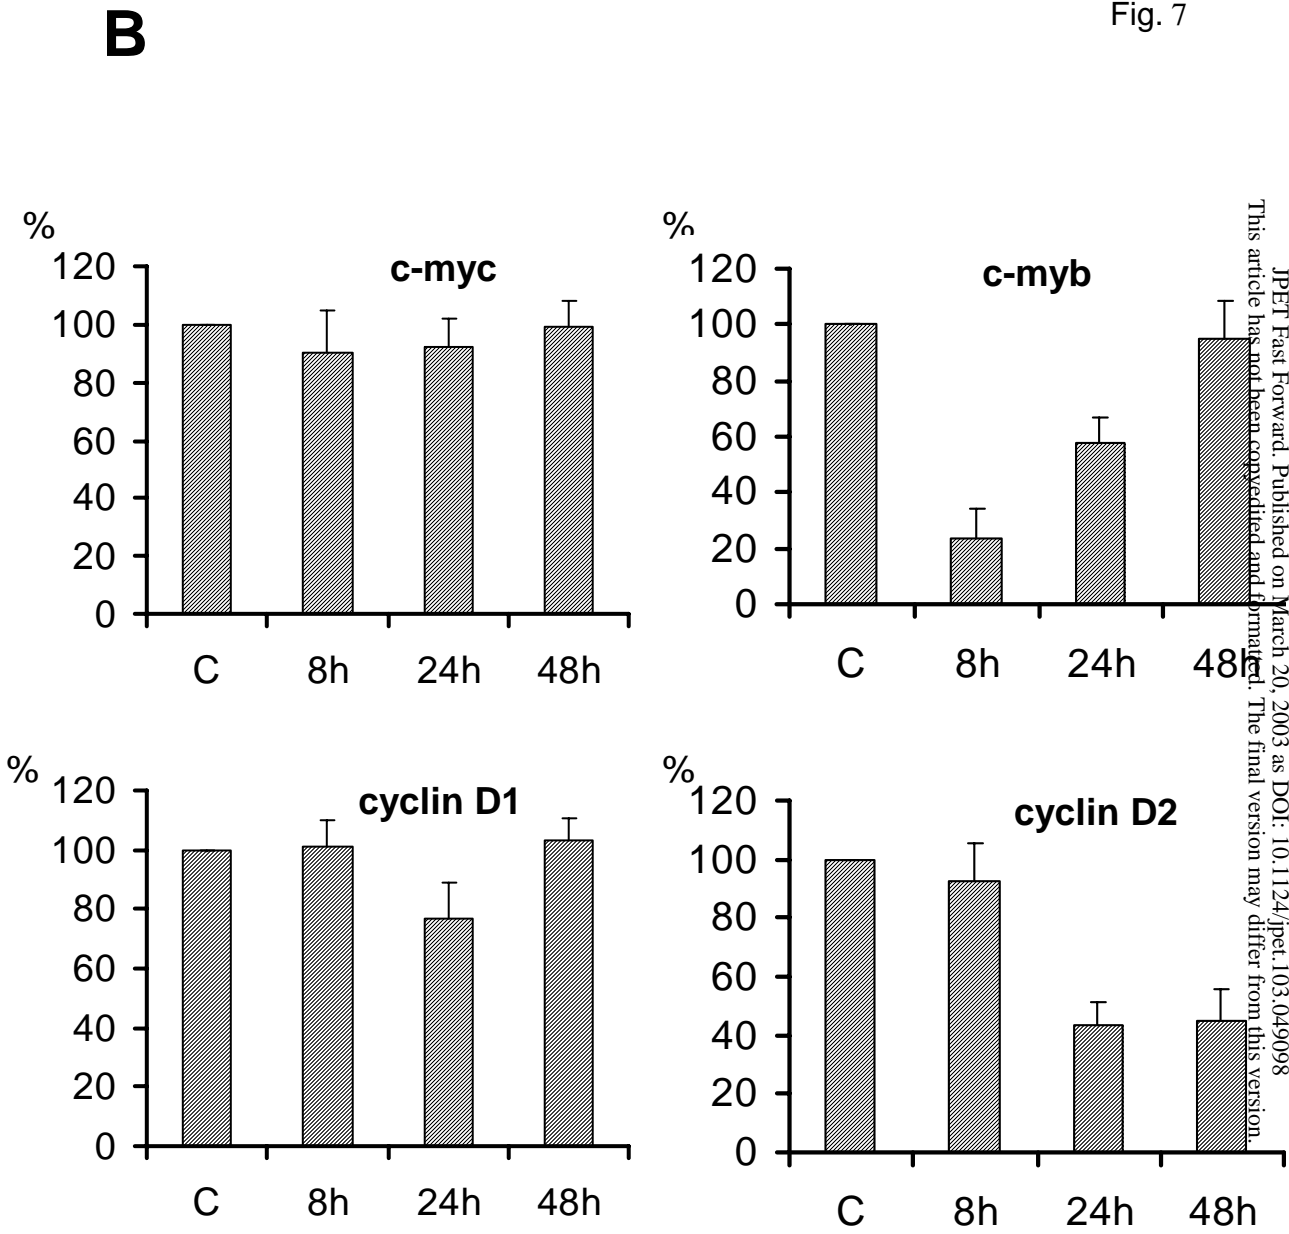 B
Fig. 7
%
120
100
80
60
40
20
0
c-myc
C 8h 24h 48h
%
120
100
80
60
40
20
0
c-myb
C 8h 24h 48h
%
120
100
80
60
40
20
0
cyclin D1
C 8h 24h 48h
%
120
100
80
60
40
20
0
cyclin D2
C 8h 24h 48h
JPET Fast Forward. Published on March 20, 2003 as DOI: 10.1124/jpet.103.049098
This article has not been copyedited and formatted. The final version may differ from this version.